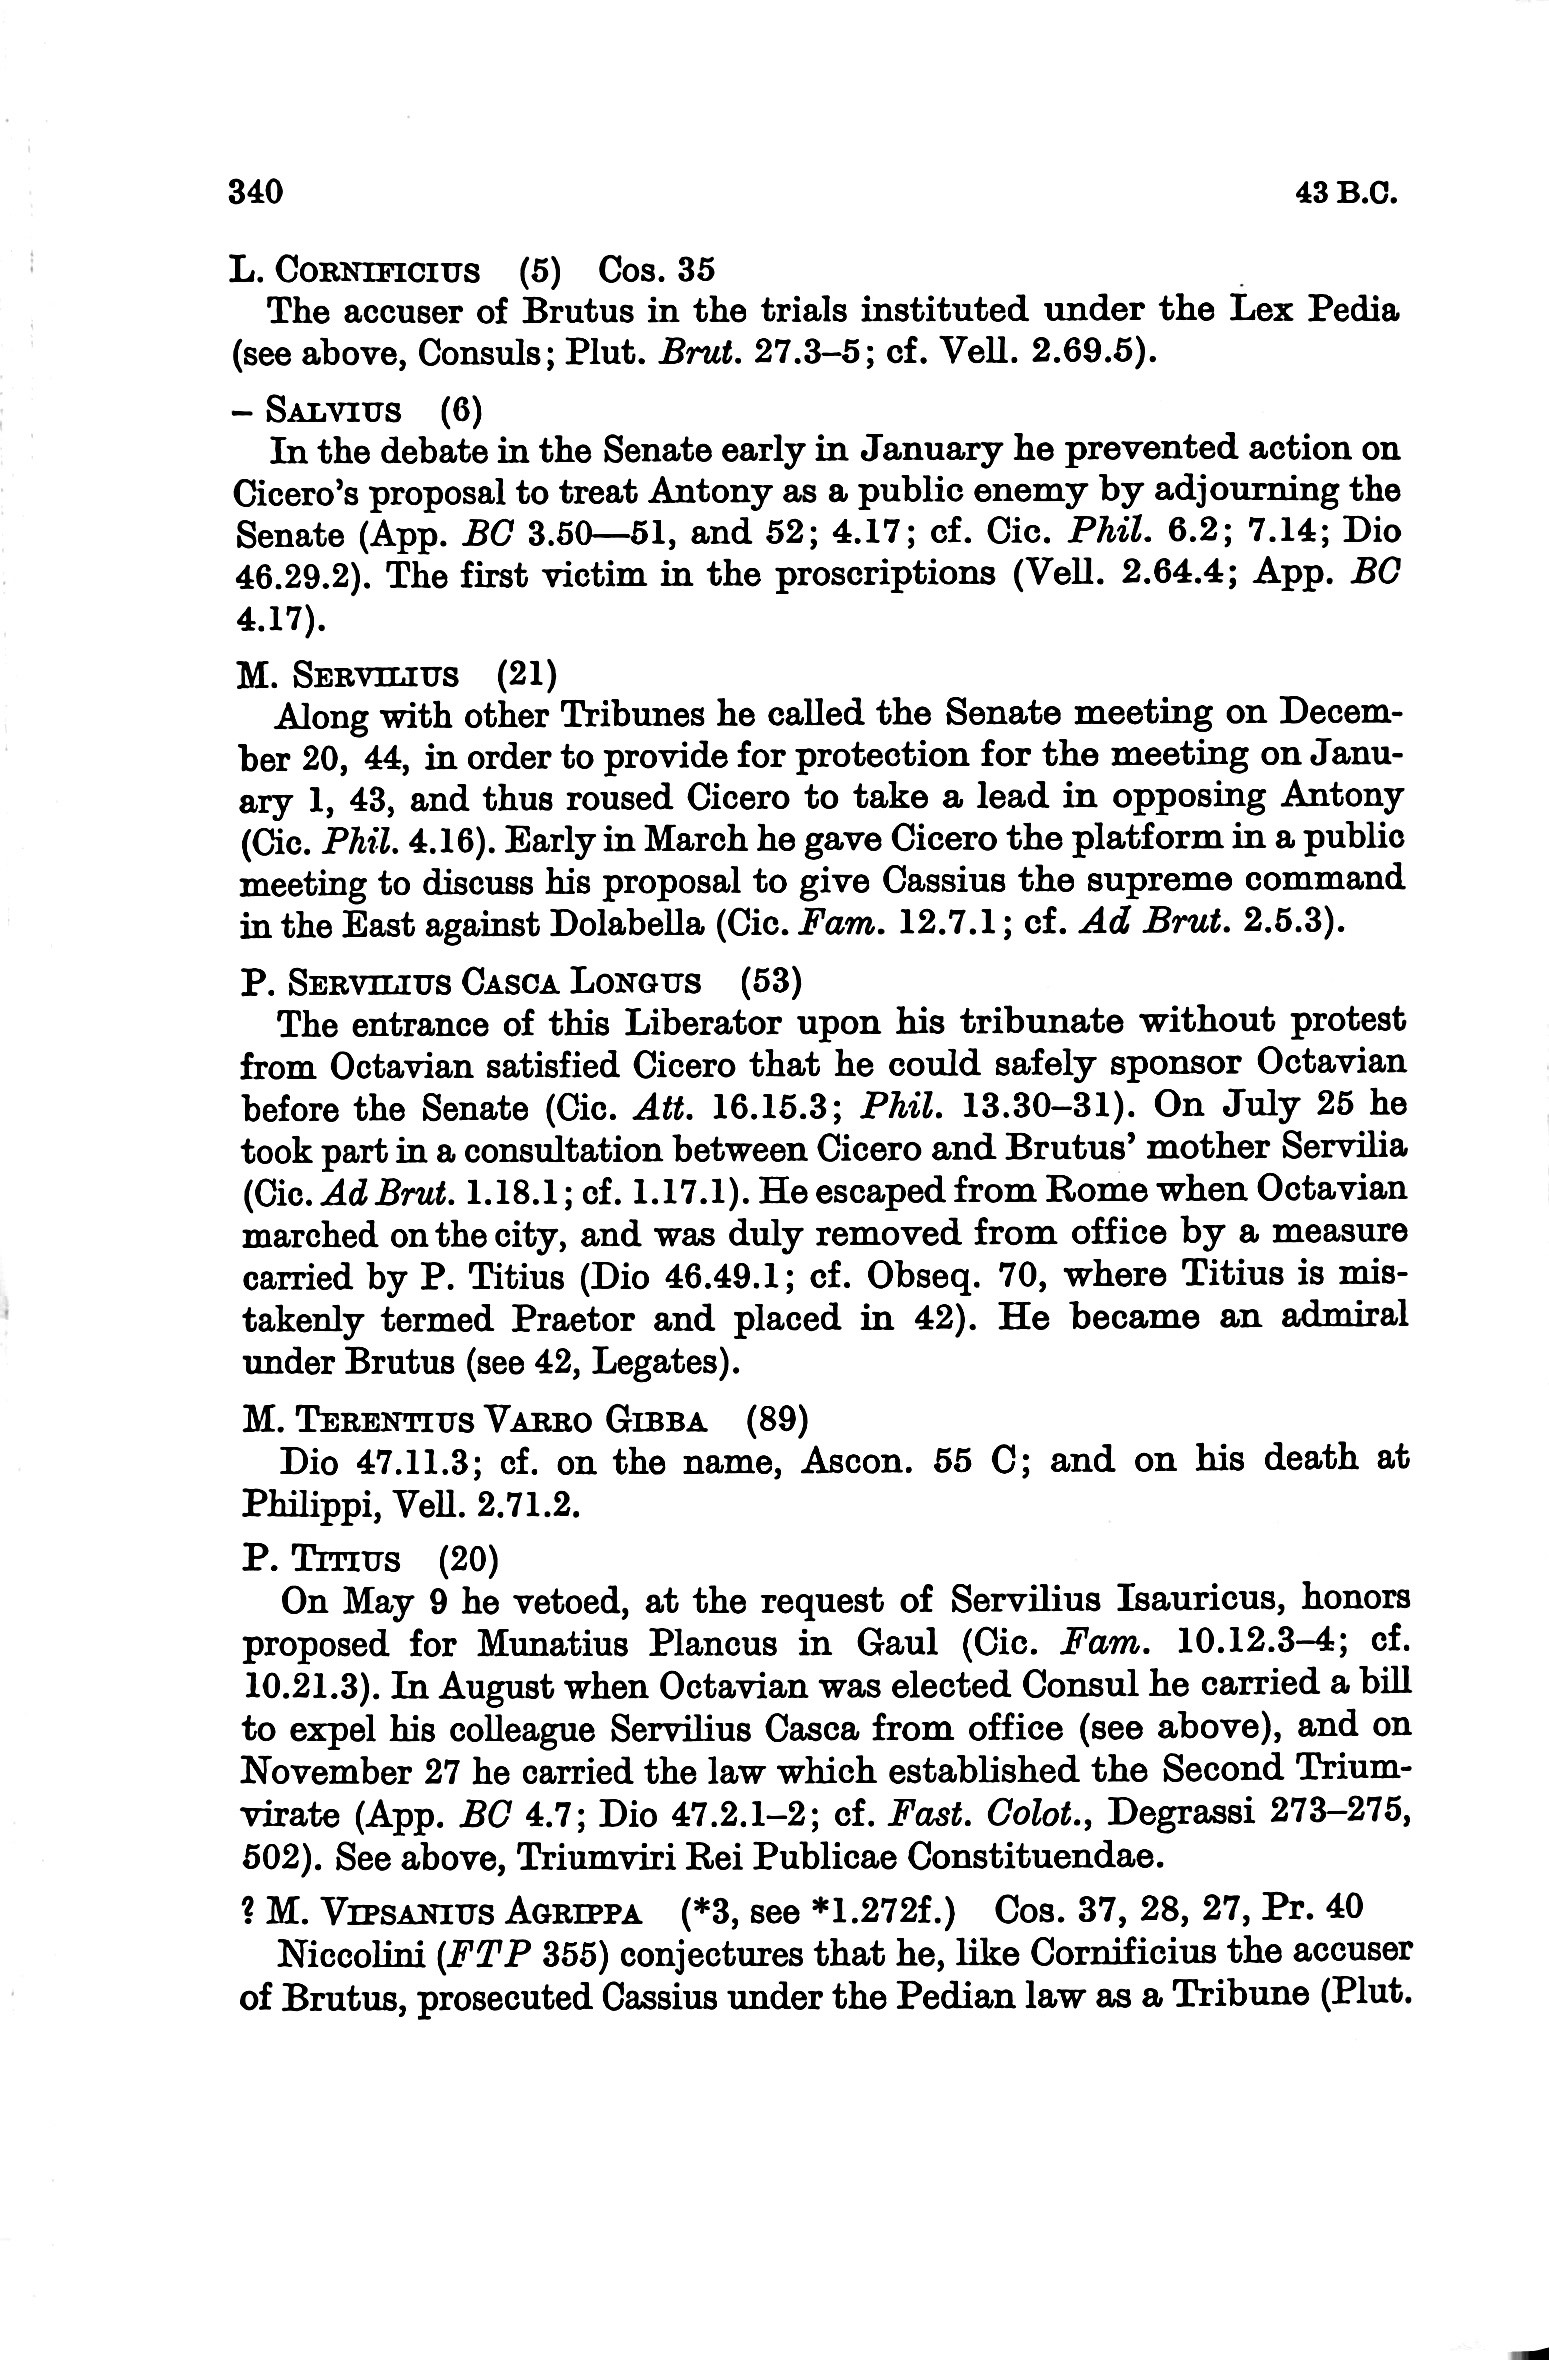 340 43 B.C.
L. CORNIFICIUS (5) Cos. 35
The accuser of Brutus in the trials instituted under the Lex Pedia
(see above, Consuls; Plut. Brut. 27.3–5; cf. Vell. 2.69.5).
– SALVIUS (6)
In the debate in the Senate early in January he prevented action on
Cicero's proposal to treat Antony as a public enemy by adjourning the
Senate (App. BC 3.50—51, and 52; 4.17; cf. Cic. Phil. 6.2; 7.14; Dio
46.29.2). The first victim in the proscriptions (Vell. 2.64.4; App. BC
4.17).
M. SERVILIUS (21)
Along with other Tribunes he called the Senate meeting on Decem-
ber 20, 44, in order to provide for protection for the meeting on Janu-
ary 1, 43, and thus roused Cicero to take a lead in opposing Antony
(Cic. Phil. 4.16). Early in March he gave Cicero the platform in a public
meeting to discuss his proposal to give Cassius the supreme command
in the East against Dolabella (Cic. Fam. 12.7.1; cf. Ad Brut. 2.5.3).
P. SERVILIUS CASCA LONGUS (53)
The entrance of this Liberator upon his tribunate without protest
from Octavian satisfied Cicero that he could safely sponsor Octavian
before the Senate (Cic. Att. 16.15.3; Phil. 13.30–31). On July 25 he
took part in a consultation between Cicero and Brutus' mother Servilia
(Cic. Ad Brut. 1.18.1; cf. 1.17.1). He escaped from Rome when Octavian
marched on the city, and was duly removed from office by a measure
carried by P. Titius (Dio 46.49.1; cf. Obseq. 70, where Titius is mis-
takenly termed Praetor and placed in 42). He became an admiral
under Brutus (see 42, Legates).
M. TERENTIUS VARRO GIBBA (89)
Dio 47.11.3; cf. on the name, Ascon. 55 C; and on his death at
Philippi, Vell. 2.71.2.
P. TITIUS (20)
On May 9 he vetoed, at the request of Servilius Isauricus, honors
proposed for Munatius Plancus in Gaul (Cic. Fam. 10.12.3–4; cf.
10.21.3). In August when Octavian was elected Consul he carried a bill
to expel his colleague Servilius Casca from office (see above), and on
November 27 he carried the law which established the Second Trium-
virate (App. BC 4.7; Dio 47.2.1–2; cf. Fast. Colot., Degrassi 273–275,
502). See above, Triumviri Rei Publicae Constituendae.
? M. VIPSANIUS AGRIPPA (*3, see *1.272f.) Cos. 37, 28, 27, Pr. 40
Niccolini (FTP 355) conjectures that he, like Cornificius the accuser
of Brutus, prosecuted Cassius under the Pedian law as a Tribune (Plut.